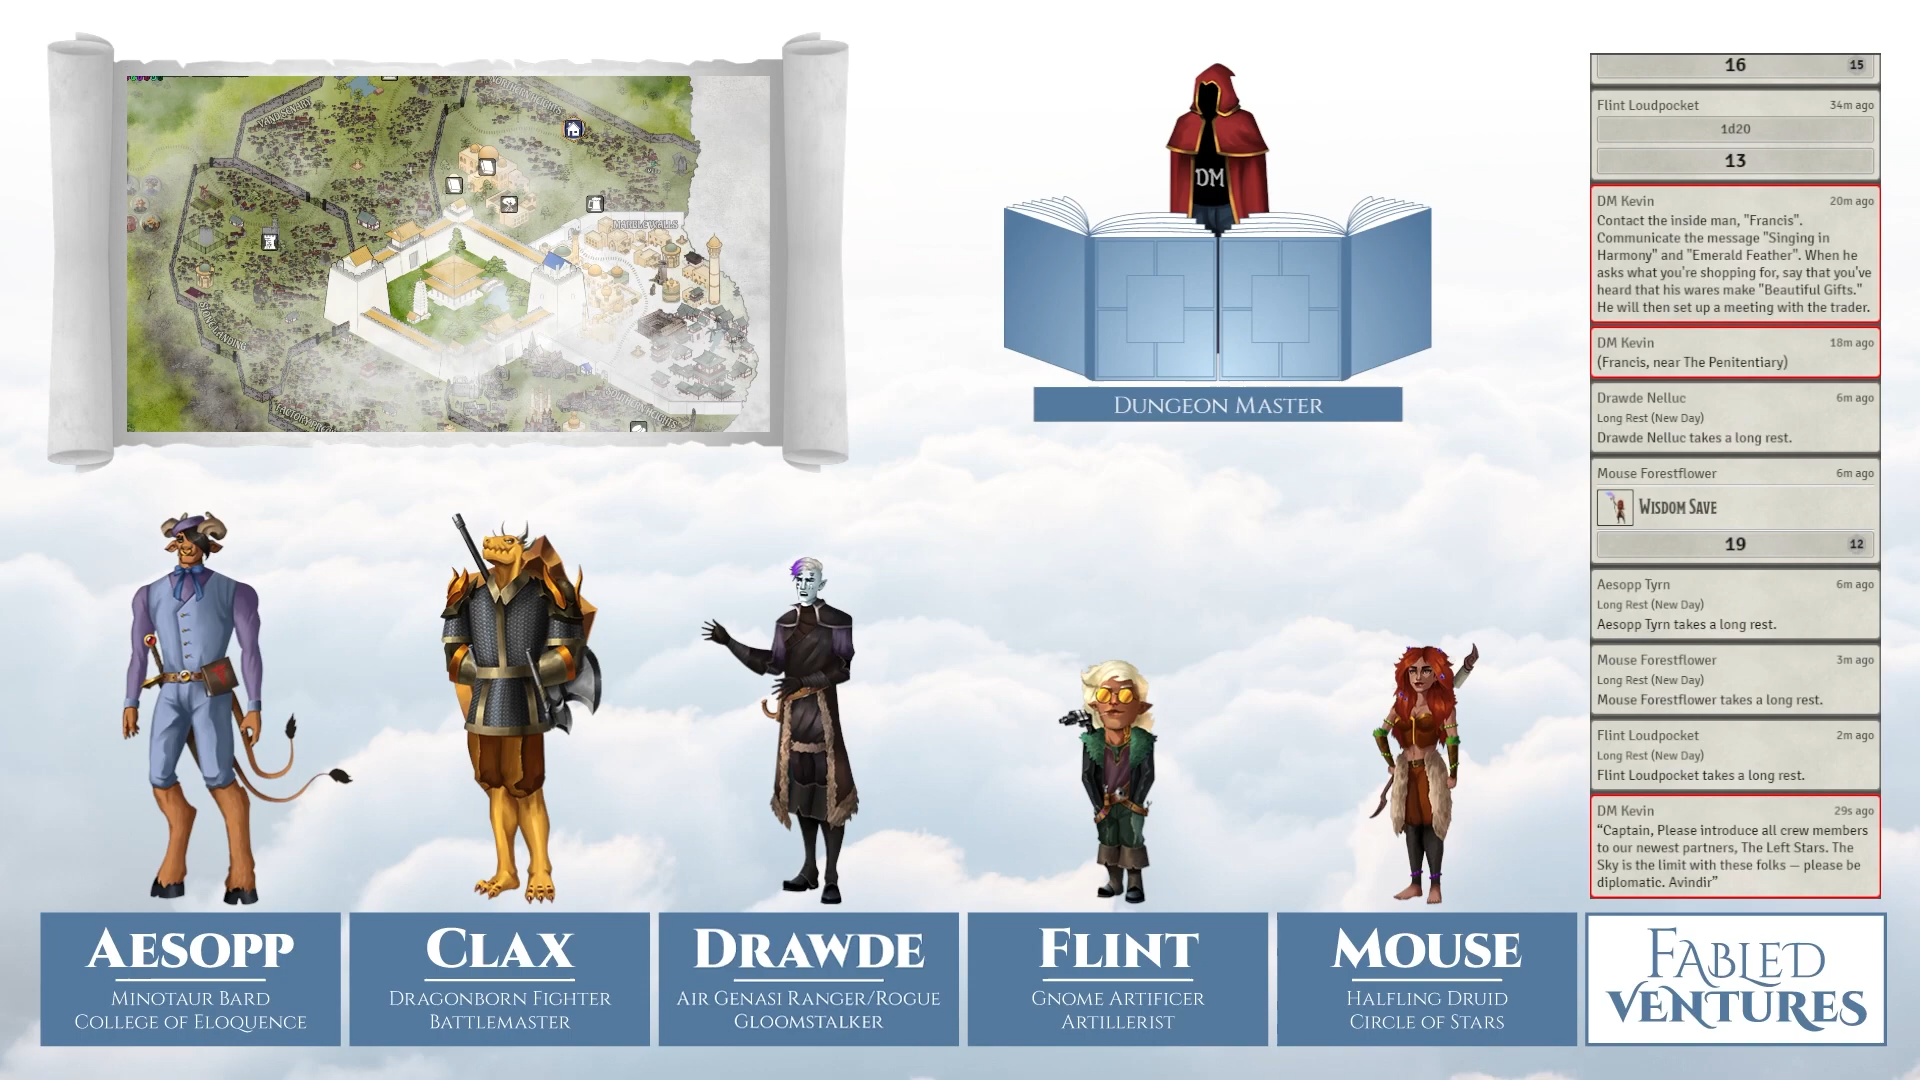 VANDSENARY
NORTHERN HEIGHTS
MARBLE WALLS
SOUTHERN HEIGHTS
DM
DUNGEON MASTER
16 15
Flint Loudpocket 34m ago
1d20
13
DM Kevin 20m ago
Contact the inside man, "Francis".
Communicate the message "Singing in
Harmony" and "Emerald Feather". When he
asks what you're shopping for, say that you've
heard that his wares make "Beautiful Gifts."
He will then set up a meeting with the trader.
DM Kevin 18m ago
(Francis, near The Penitentiary)
Drawde Nelluc 6m ago
Long Rest (New Day)
Drawde Nelluc takes a long rest.
Mouse Forestflower 6m ago
WISDOM SAVE
19 12
Aesopp Tyrn 6m ago
Long Rest (New Day)
Aesopp Tyrn takes a long rest.
Mouse Forestflower 3m ago
Long Rest (New Day)
Mouse Forestflower takes a long rest.
Flint Loudpocket 2m ago
Long Rest (New Day)
Flint Loudpocket takes a long rest.
DM Kevin 29s ago
“Captain, Please introduce all crew members
to our newest partners, The Left Stars. The
Sky is the limit with these folks — please be
diplomatic. Avindir”
AESOPP
MINOTAUR BARD
COLLEGE OF ELOQUENCE
CLAX
DRAGONBORN FIGHTER
BATTLEMASTER
DRAWDE
AIR GENASI RANGER/ROGUE
GLOOMSTALKER
FLINT
GNOME ARTIFICER
ARTILLERIST
MOUSE
HALFLING DRUID
CIRCLE OF STARS
FABLED
VENTURES